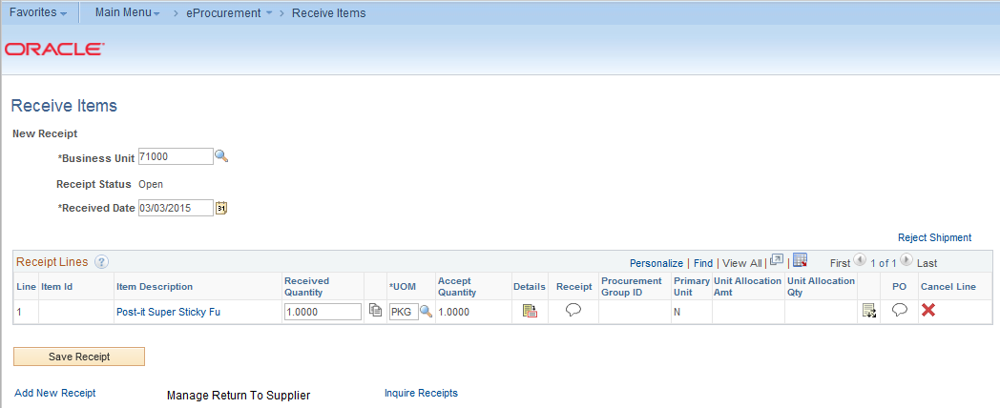 Favorites Main Menu > eProcurement > Receive Items
ORACLE
Receive Items
New Receipt
*Business Unit 71000
Receipt Status Open
*Received Date 03/03/2015 31
Reject Shipment
Receipt Lines ? Personalize | Find | View All | | First 1 of 1 Last
Line Item Id Item Description Received Quantity *UOM Accept Quantity Details Receipt Procurement Group ID Primary Unit Unit Allocation Amt Unit Allocation Qty PO Cancel Line
1 Post-it Super Sticky Fu 1.0000 PKG 1.0000 N
Save Receipt
Add New Receipt Manage Return To Supplier Inquire Receipts